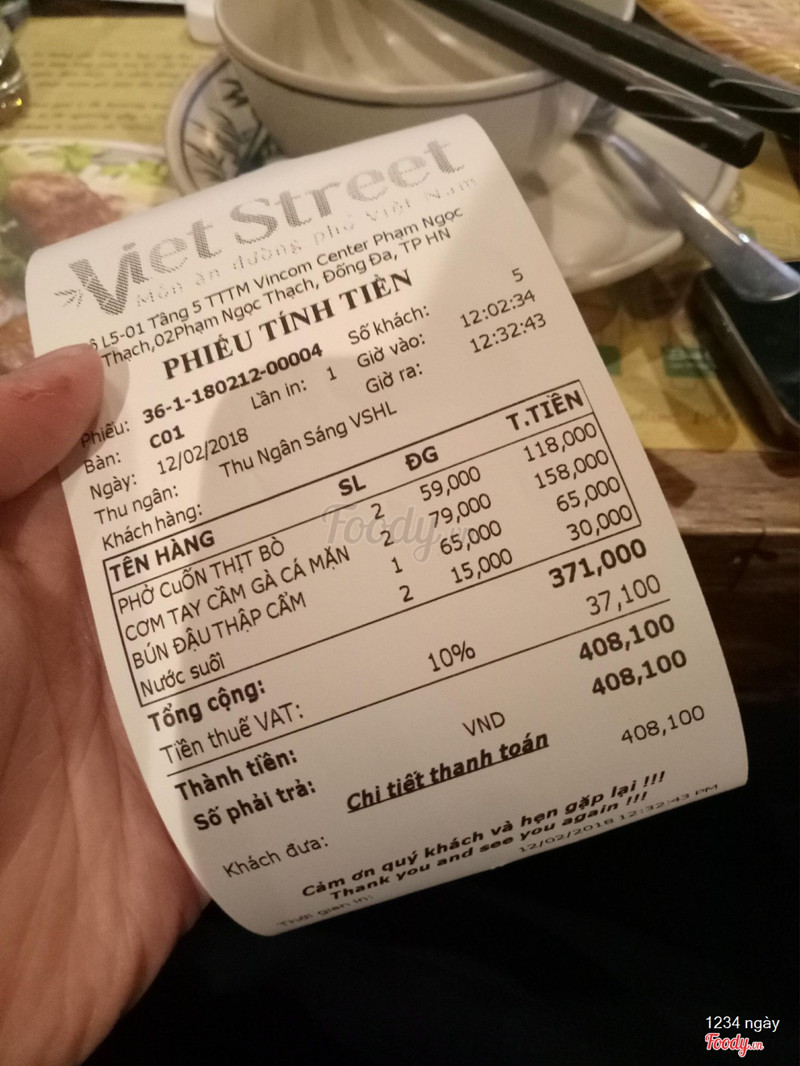 Viet Street
Món ăn đường phố Việt Nam
L5-01 Tầng 5 TTTM Vincom Center Phạm Ngọc
Thạch,02Phạm Ngọc Thạch, Đống Đa, TP HN
PHIẾU TÍNH TIỀN
Phiếu: 36-1-180212-00004 Số khách: 5
Bàn: C01 Lần in: 1 Giờ vào: 12:02:34
Ngày: 12/02/2018 Giờ ra: 12:32:43
Thu ngân: Thu Ngân Sáng VSHL
Khách hàng:
TÊN HÀNG SL ĐG T.TIỀN
PHỞ CuỐN THỊT BÒ 2 59,000 118,000
CƠM TAY CẦM GÀ CÁ MẶN 2 79,000 158,000
BÚN ĐẬU THẬP CẨM 1 65,000 65,000
Nước suối 2 15,000 30,000
Tổng cộng: 371,000
Tiền thuế VAT: 10% 37,100
Thành tiền: 408,100
Số phải trả: VND 408,100
Chi tiết thanh toán
Khách đưa: 408,100
Cảm ơn quý khách và hẹn gặp lại !!!
Thank you and see you again !!!
Thời gian in: 12/02/2018 12:32:43 PM
Foody.vn
1234 ngày
Foody.vn